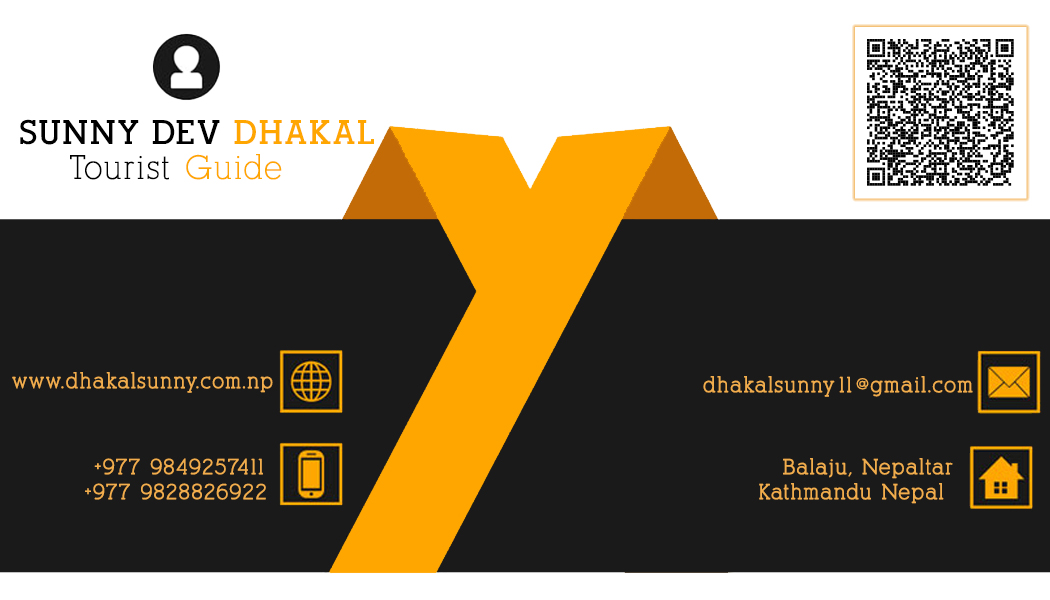 SUNNY DEV DHAKAL
Tourist Guide
www.dhakalsunny.com.np
+977 9849257411
+977 9828826922
dhakalsunny11@gmail.com
Balaju, Nepaltar
Kathmandu Nepal